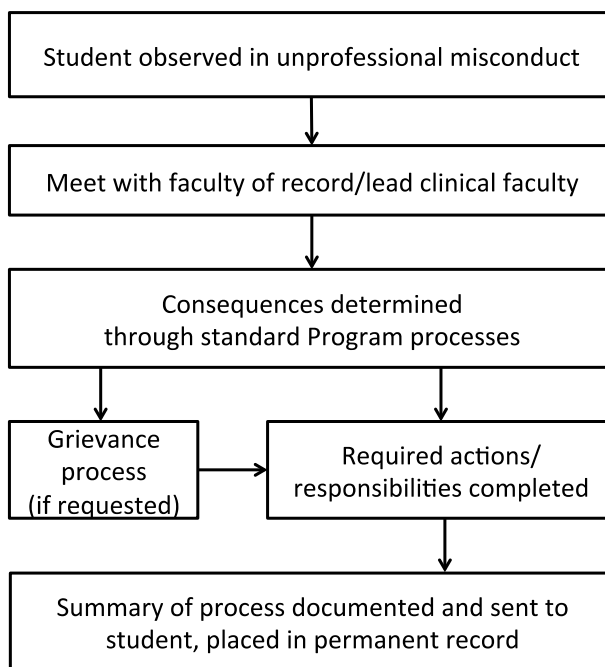 Student observed in unprofessional misconduct
Meet with faculty of record/lead clinical faculty
Consequences determined
through standard Program processes
Grievance
process
(if requested)
Required actions/
responsibilities completed
Summary of process documented and sent to
student, placed in permanent record